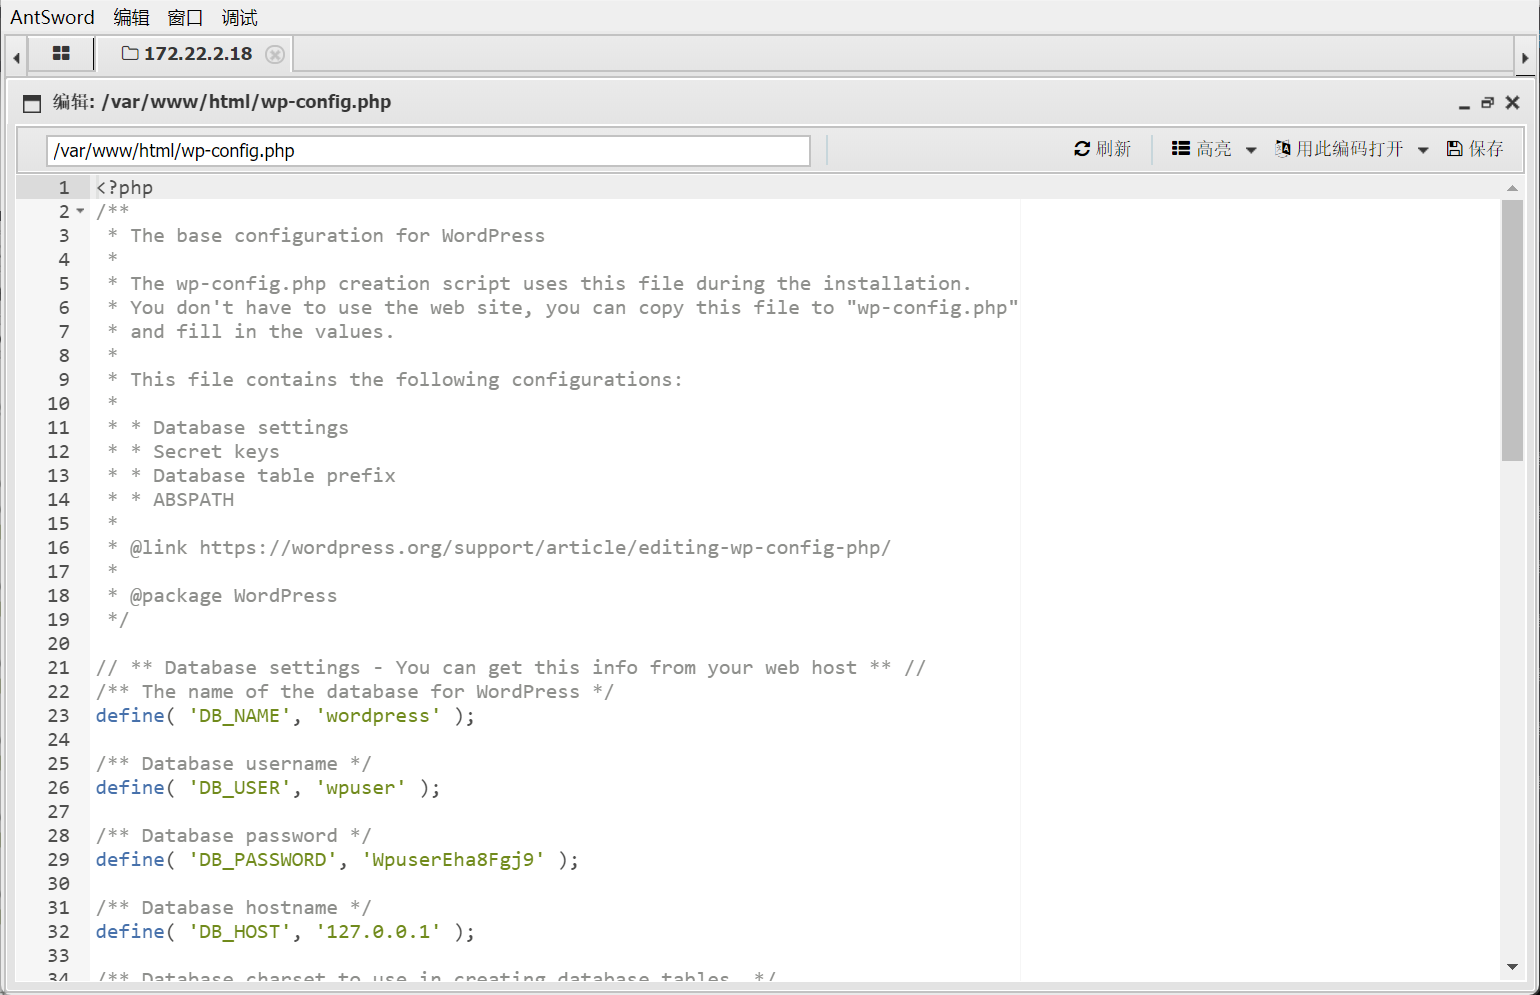 AntSword 编辑 窗口 调试
172.22.2.18
编辑: /var/www/html/wp-config.php
/var/www/html/wp-config.php 刷新 高亮 用此编码打开 保存
1 <?php
2 /**
3 * The base configuration for WordPress
4 *
5 * The wp-config.php creation script uses this file during the installation.
6 * You don't have to use the web site, you can copy this file to "wp-config.php"
7 * and fill in the values.
8 *
9 * This file contains the following configurations:
10 *
11 * * Database settings
12 * * Secret keys
13 * * Database table prefix
14 * * ABSPATH
15 *
16 * @link https://wordpress.org/support/article/editing-wp-config-php/
17 *
18 * @package WordPress
19 */
20
21 // ** Database settings - You can get this info from your web host ** //
22 /** The name of the database for WordPress */
23 define( 'DB_NAME', 'wordpress' );
24
25 /** Database username */
26 define( 'DB_USER', 'wpuser' );
27
28 /** Database password */
29 define( 'DB_PASSWORD', 'WpuserEha8Fgj9' );
30
31 /** Database hostname */
32 define( 'DB_HOST', '127.0.0.1' );
33
34 /** Database charset to use in creating database tables. */